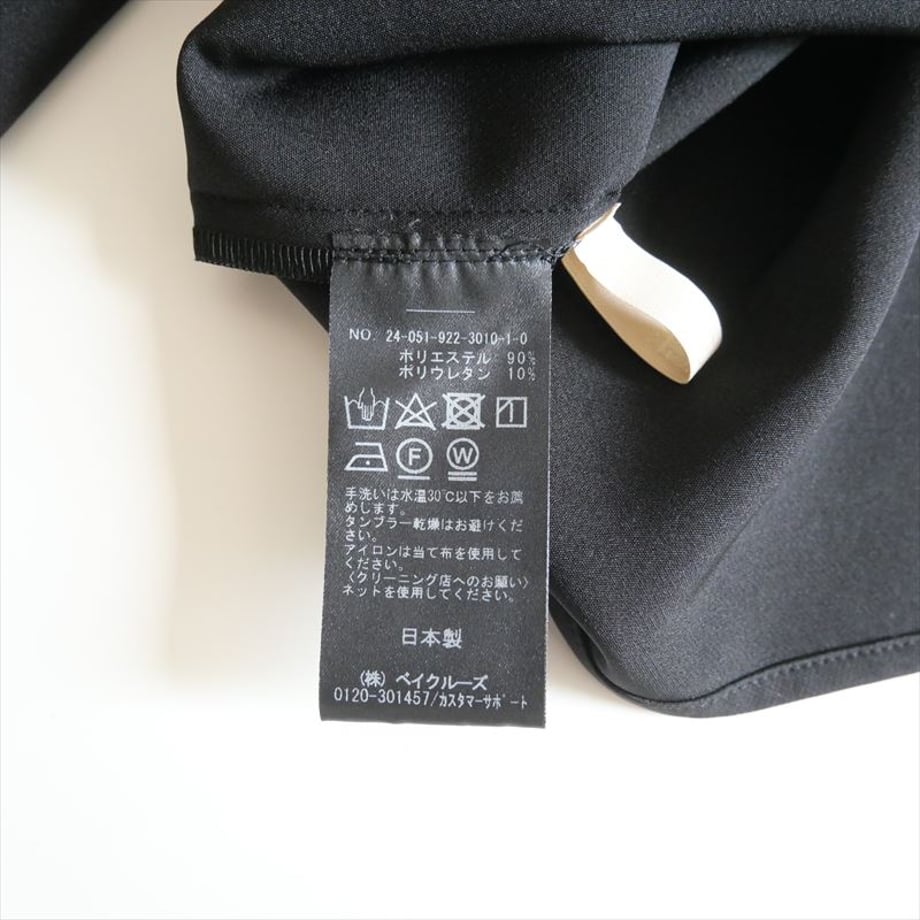 NO. 24-051-922-3010-1-0
ポリエステル 90%
ポリウレタン 10%
F W
手洗いは水温30℃以下をお薦
めします。
タンブラー乾燥はお避けくだ
さい。
アイロンは当て布を使用して
ください。
〈クリーニング店へのお願い〉
ネットを使用してください。
日本製
(株) ベイクルーズ
0120-301457/カスタマーサポート